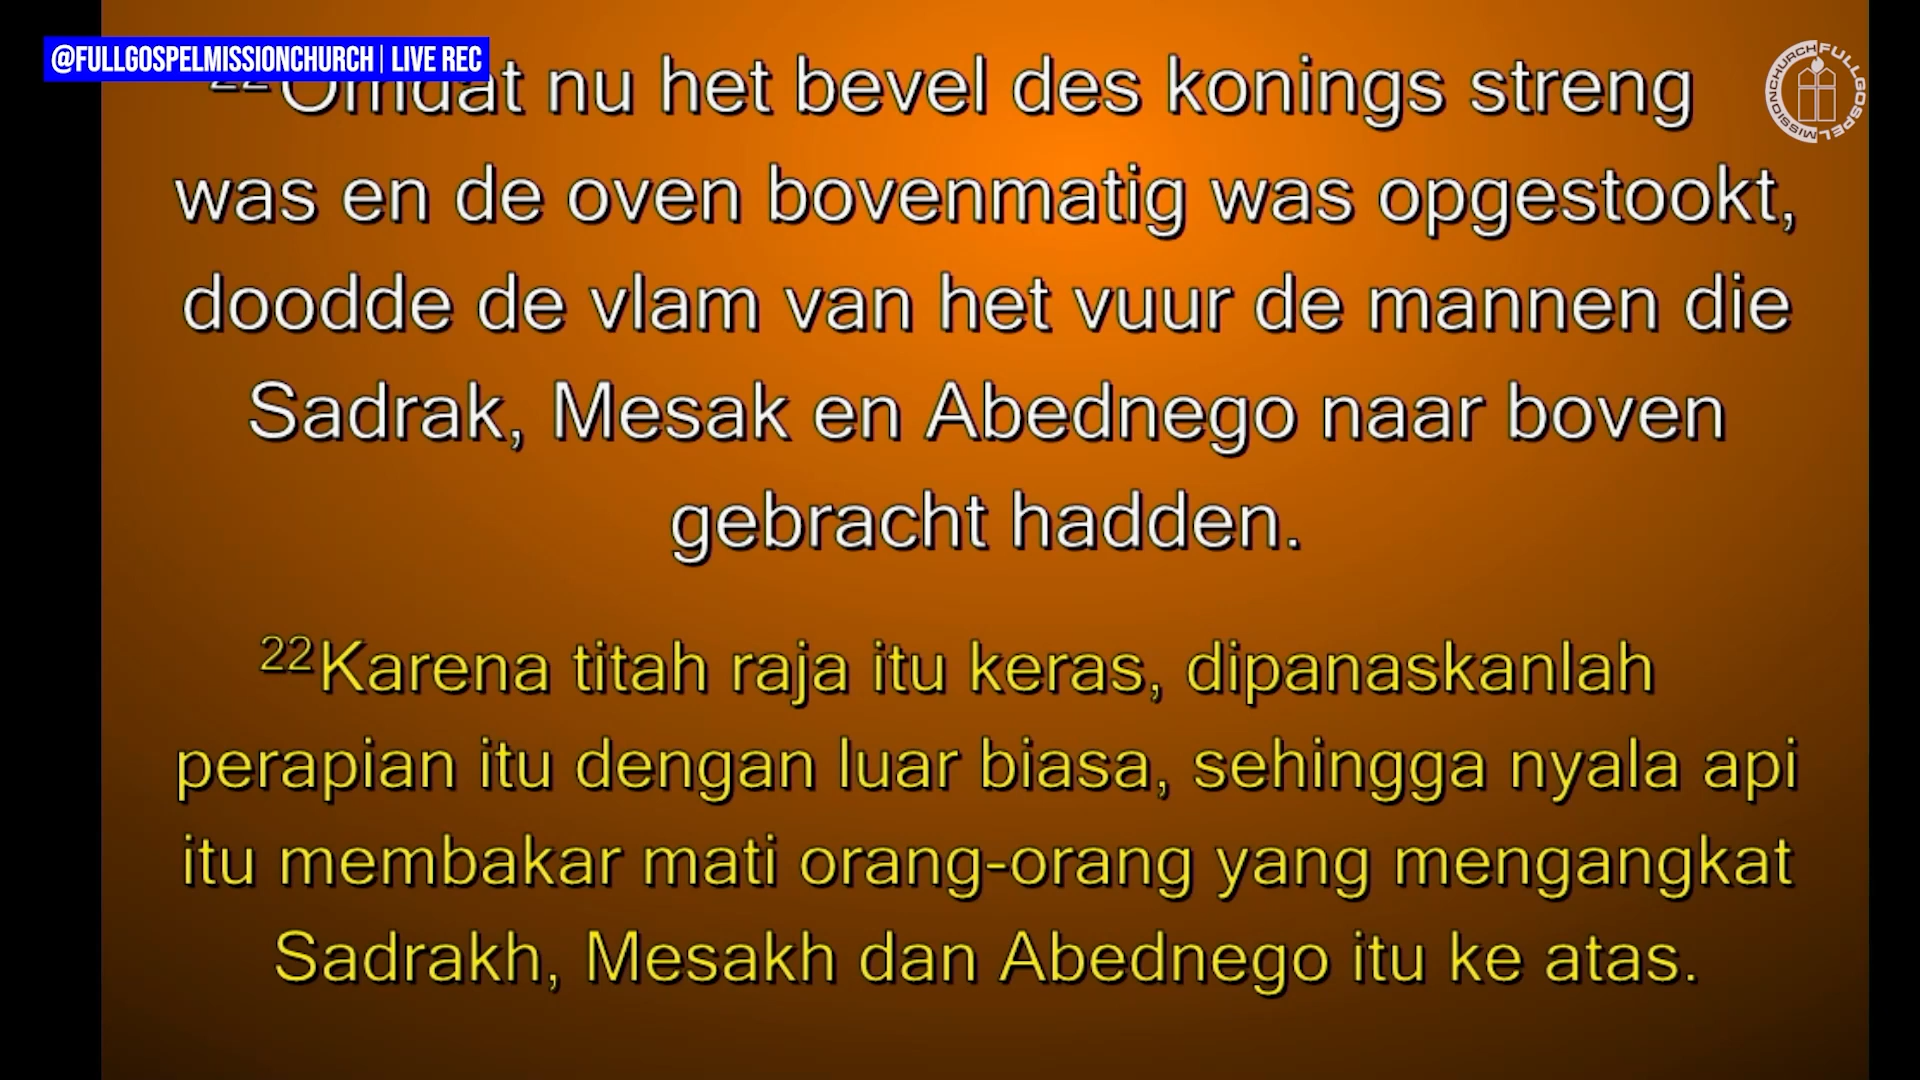 @FULLGOSPELMISSIONCHURCH | LIVE REC
FULLGOSPEL MISSIONCHURCH
²²Omdat nu het bevel des konings streng
was en de oven bovenmatig was opgestookt,
doodde de vlam van het vuur de mannen die
Sadrak, Mesak en Abednego naar boven
gebracht hadden.
²²Karena titah raja itu keras, dipanaskanlah
perapian itu dengan luar biasa, sehingga nyala api
itu membakar mati orang-orang yang mengangkat
Sadrakh, Mesakh dan Abednego itu ke atas.